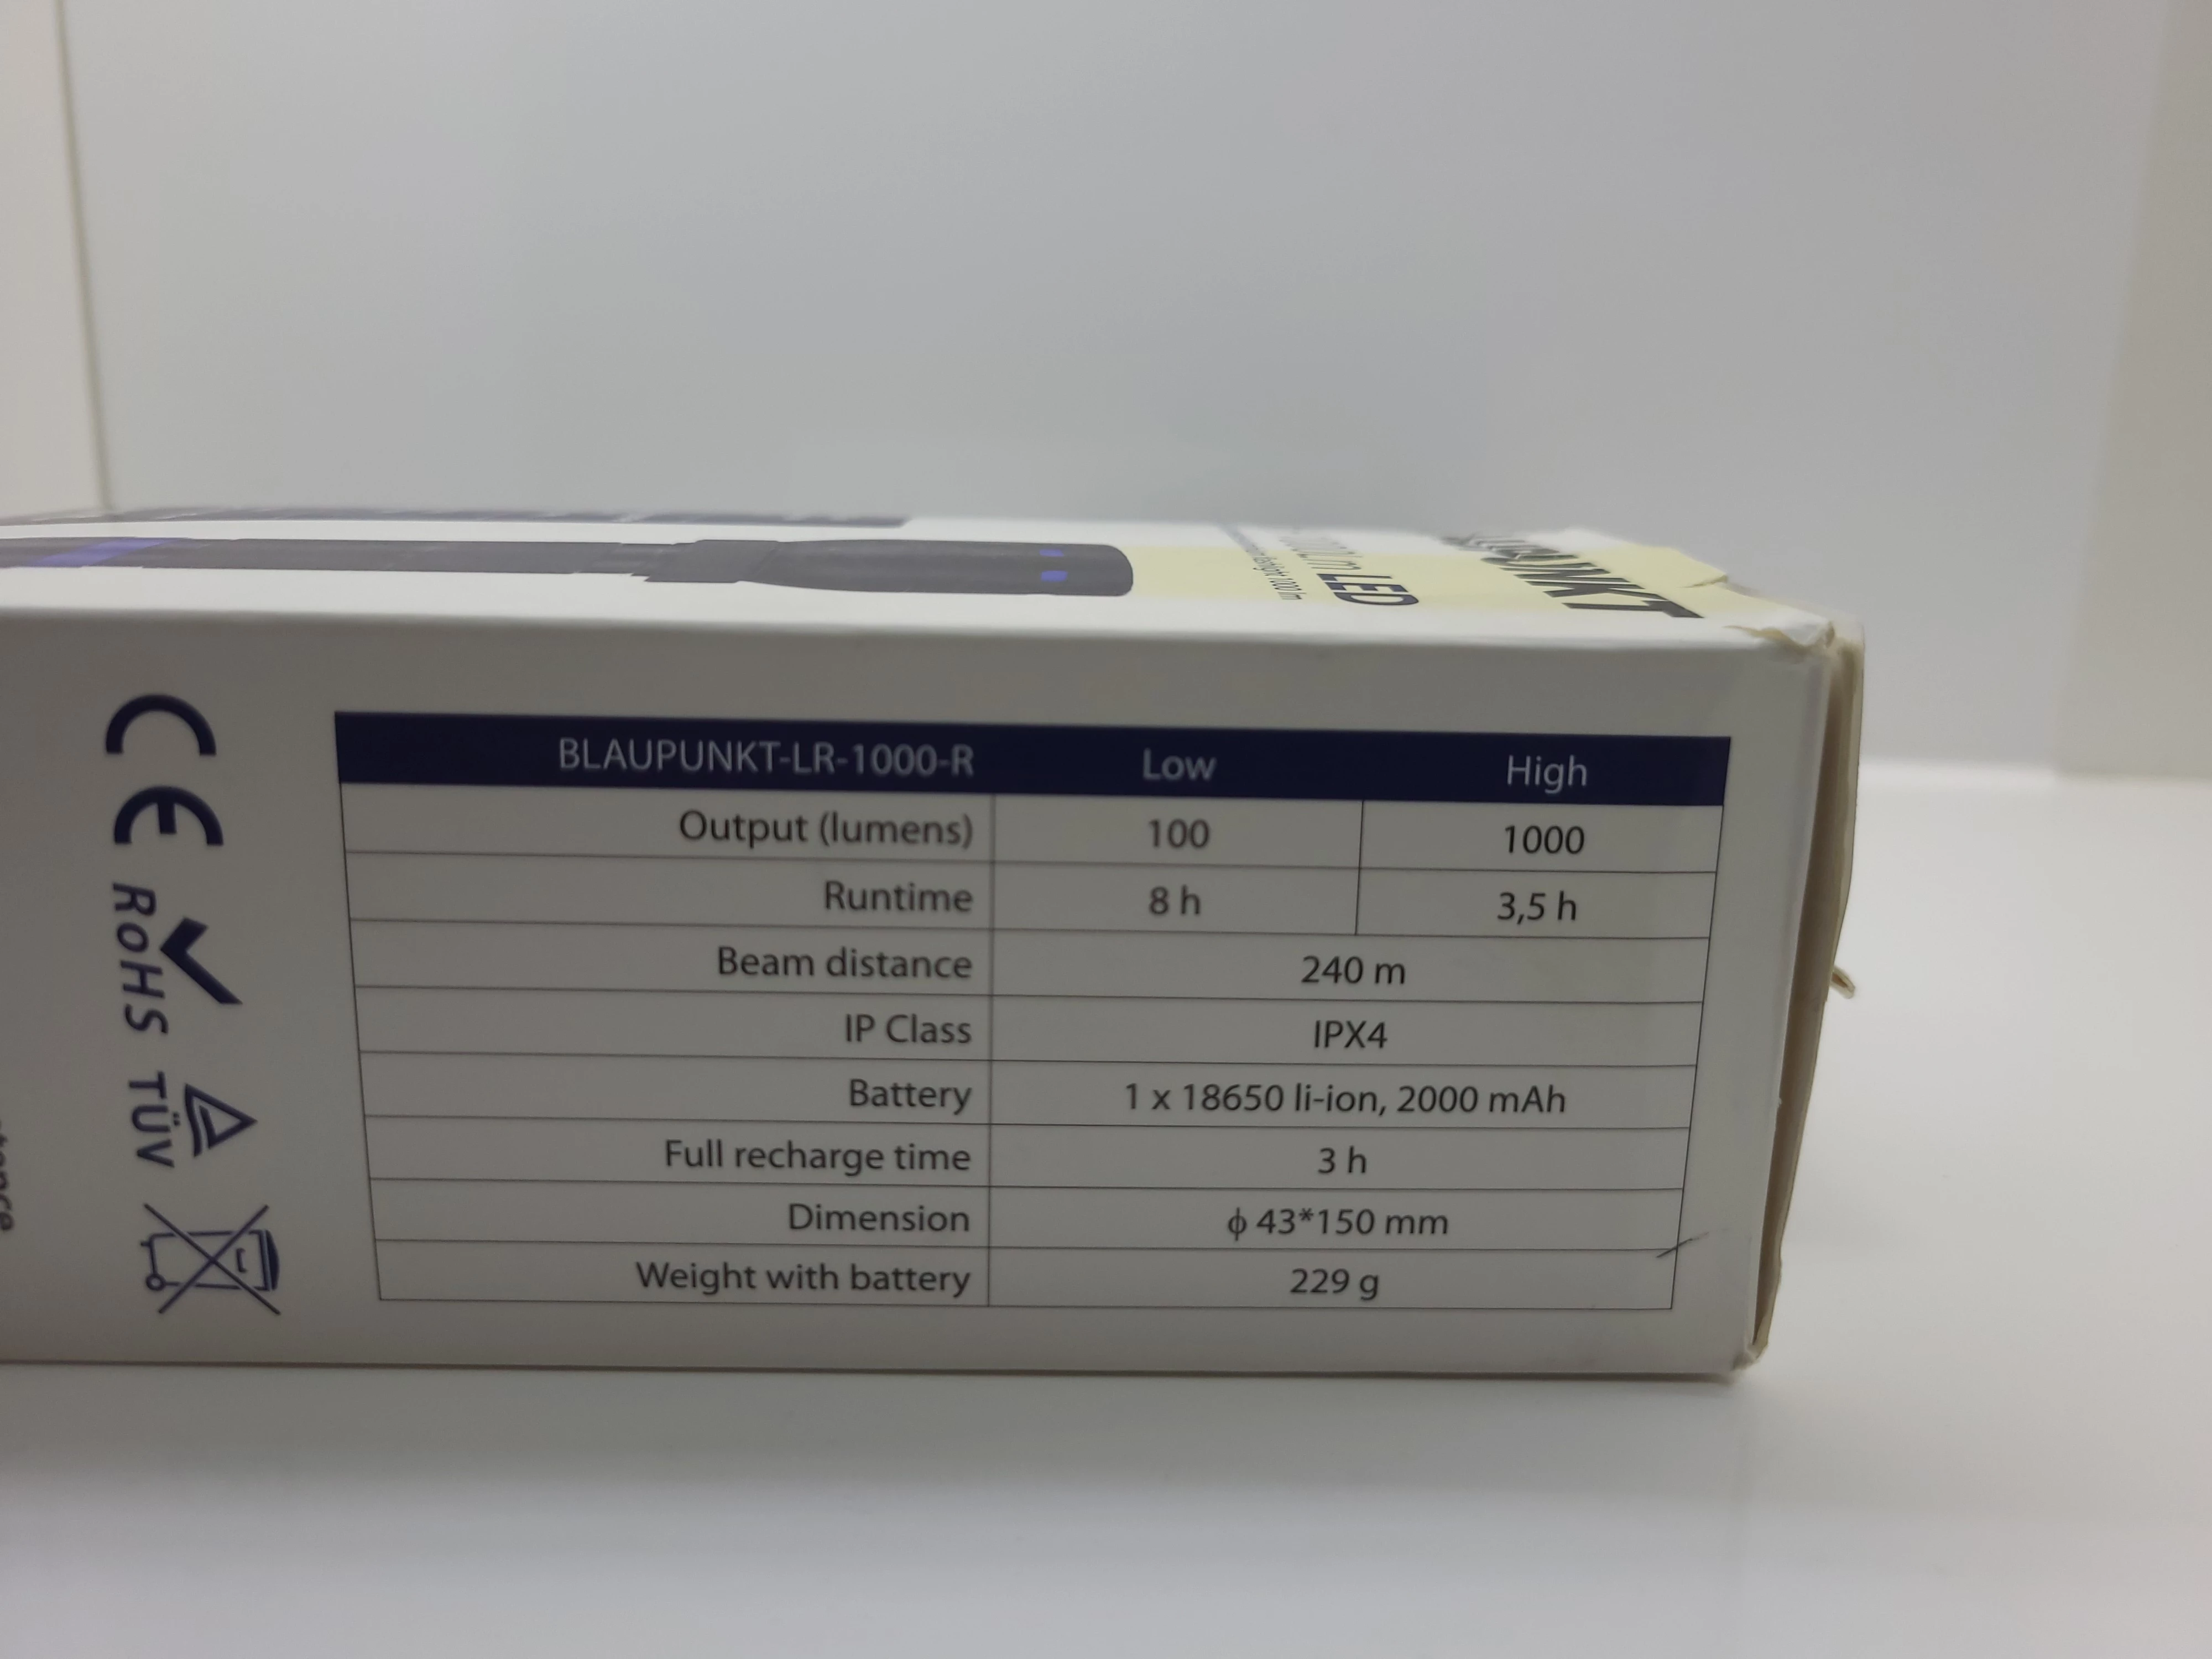 LED
BLAUPUNKT-LR-1000-R Low High
Output (lumens) 100 1000
Runtime 8 h 3,5 h
Beam distance 240 m
IP Class IPX4
Battery 1 x 18650 li-ion, 2000 mAh
Full recharge time 3 h
Dimension ϕ 43*150 mm
Weight with battery 229 g
CE
RoHS
TÜV